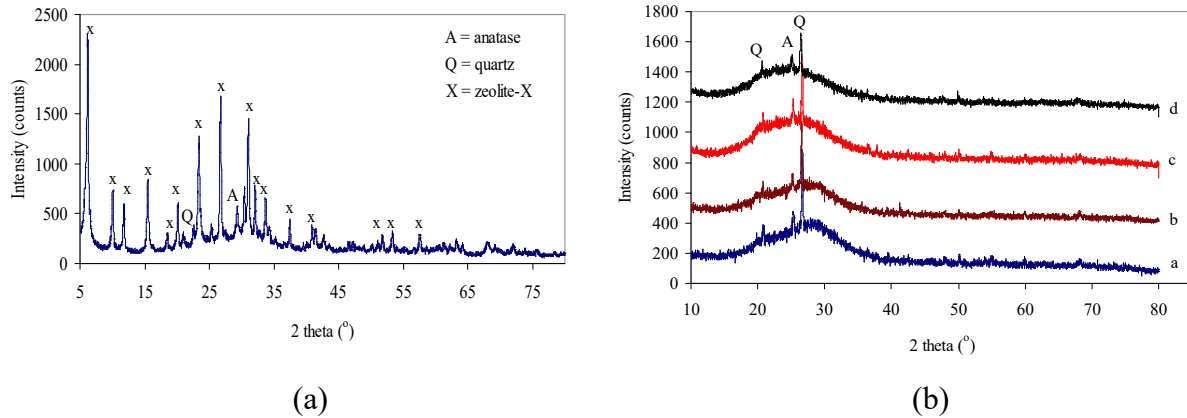 2500
2000
1500
1000
500
0
Intensity (counts)
x
x
x
x
x
x
Q
x
x
A
x
x
x
x
x
x
x
x
A = anatase
Q = quartz
X = zeolite-X
5 15 25 35 45 55 65 75
2 theta (°)
(a)
1800
1600
1400
1200
1000
800
600
400
200
0
Intensity (counts)
Q
A
Q
d
c
b
a
10 20 30 40 50 60 70 80
2 theta (°)
(b)